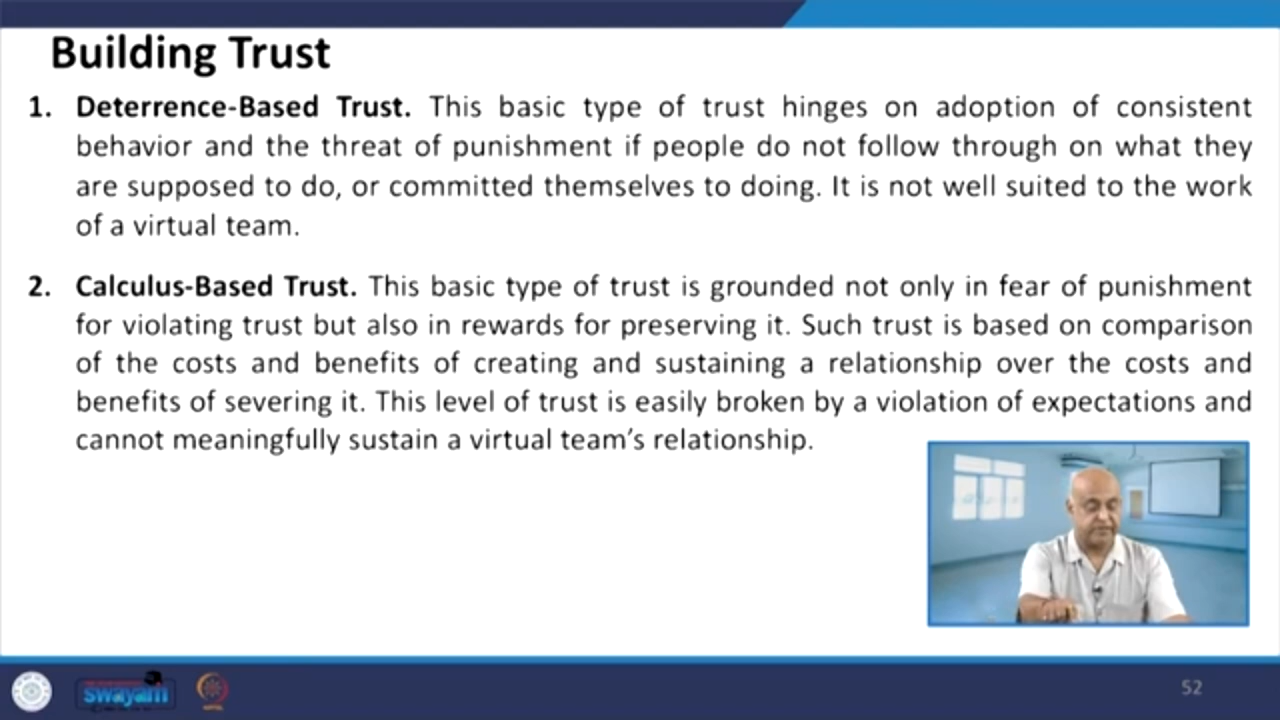 Building Trust
1. Deterrence-Based Trust. This basic type of trust hinges on adoption of consistent
behavior and the threat of punishment if people do not follow through on what they
are supposed to do, or committed themselves to doing. It is not well suited to the work
of a virtual team.
2. Calculus-Based Trust. This basic type of trust is grounded not only in fear of punishment
for violating trust but also in rewards for preserving it. Such trust is based on comparison
of the costs and benefits of creating and sustaining a relationship over the costs and
benefits of severing it. This level of trust is easily broken by a violation of expectations and
cannot meaningfully sustain a virtual team's relationship.
swayam
52